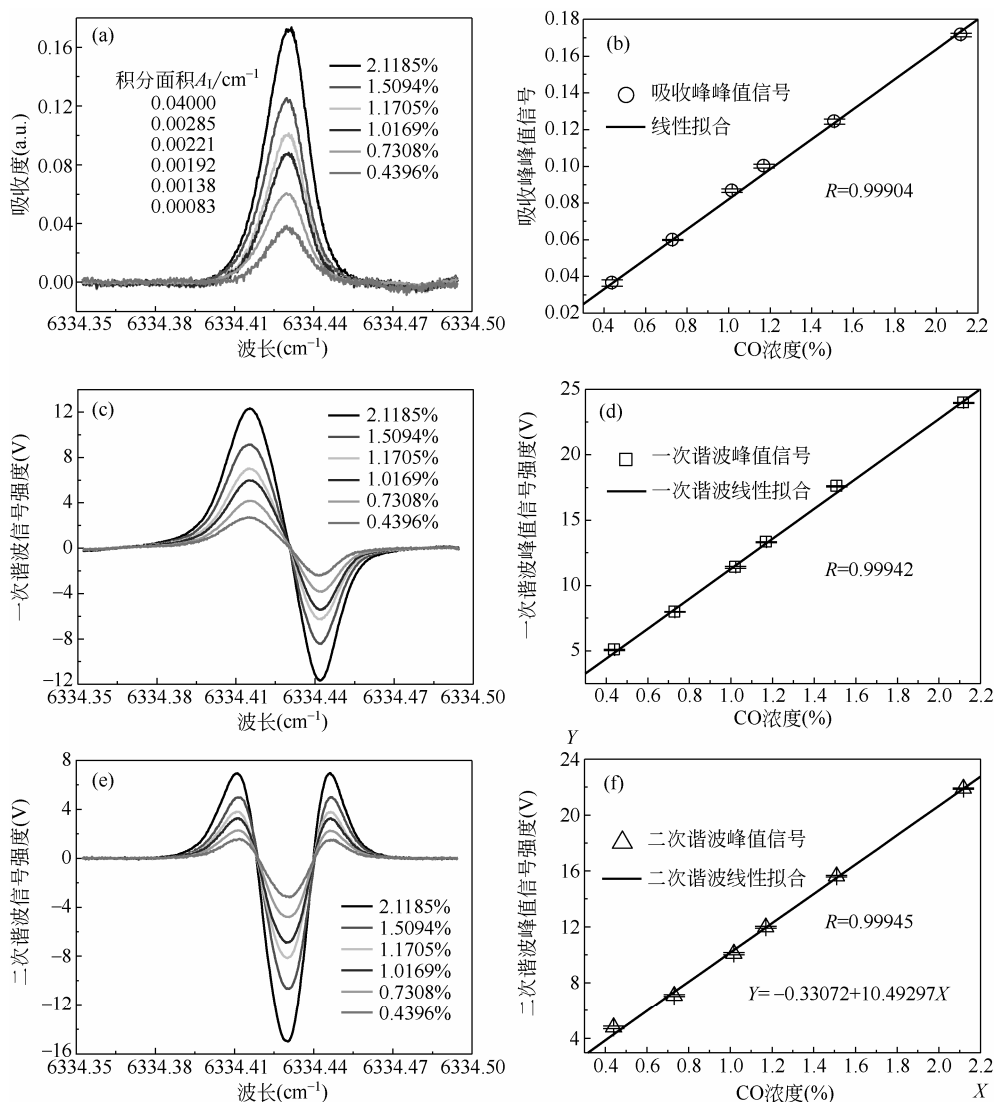 (a)
吸收度(a.u.)
0.16
0.12
0.08
0.04
0.00
积分面积A_I/cm⁻¹
0.04000
0.00285
0.00221
0.00192
0.00138
0.00083
2.1185%
1.5094%
1.1705%
1.0169%
0.7308%
0.4396%
6334.35 6334.38 6334.41 6334.44 6334.47 6334.50
波长(cm⁻¹)
(b)
吸收峰峰值信号
0.18
0.16
0.14
0.12
0.10
0.08
0.06
0.04
0.02
吸收峰峰值信号
线性拟合
R=0.99904
0.4 0.6 0.8 1.0 1.2 1.4 1.6 1.8 2.0 2.2
CO浓度(%)
(c)
一次谐波信号强度(V)
12
8
4
0
−4
−8
−12
2.1185%
1.5094%
1.1705%
1.0169%
0.7308%
0.4396%
6334.35 6334.38 6334.41 6334.44 6334.47 6334.50
波长(cm⁻¹)
(d)
一次谐波峰值信号强度(V)
25
20
15
10
5
一次谐波峰值信号
一次谐波线性拟合
R=0.99942
0.4 0.6 0.8 1.0 1.2 1.4 1.6 1.8 2.0 2.2
CO浓度(%)
(e)
二次谐波信号强度(V)
8
4
0
−4
−8
−12
−16
2.1185%
1.5094%
1.1705%
1.0169%
0.7308%
0.4396%
6334.35 6334.38 6334.41 6334.44 6334.47 6334.50
波长(cm⁻¹)
Y
(f)
二次谐波峰值信号强度(V)
24
20
16
12
8
4
二次谐波峰值信号
二次谐波线性拟合
R=0.99945
Y=−0.33072+10.49297X
0.4 0.6 0.8 1.0 1.2 1.4 1.6 1.8 2.0 2.2
CO浓度(%)
X